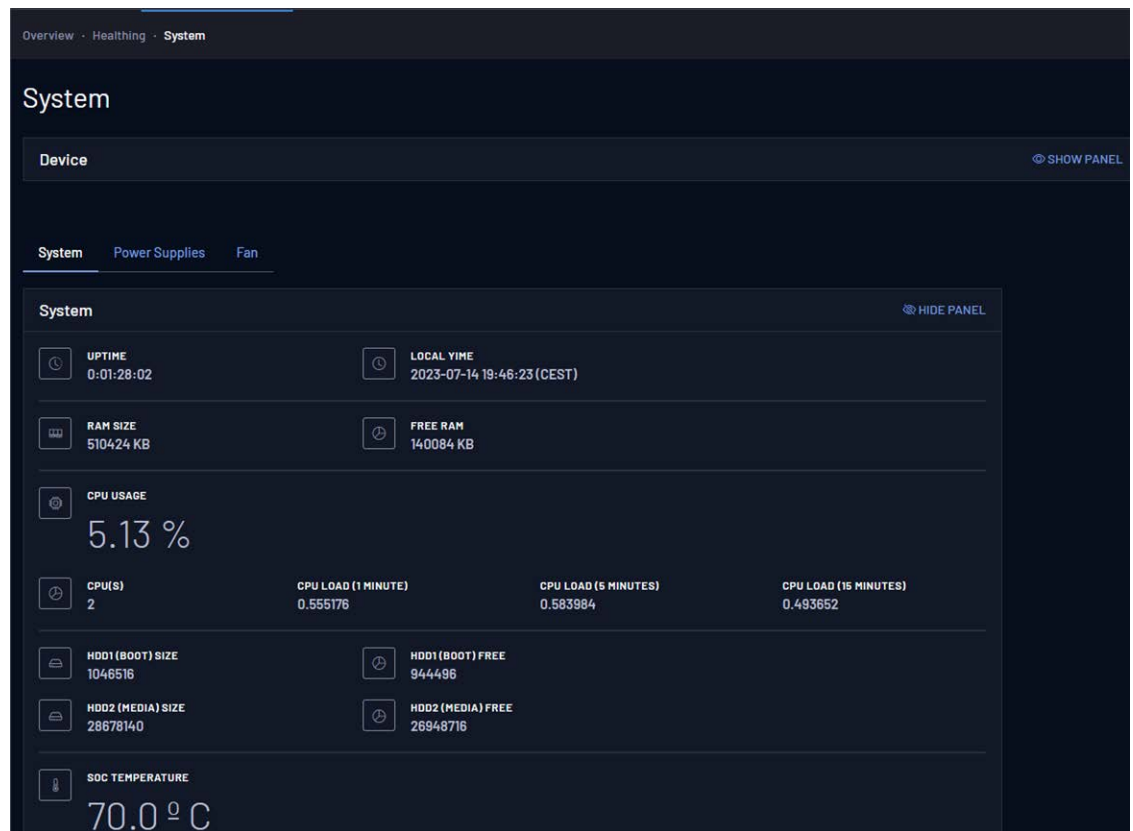 Overview · Healthing · System
System
Device
SHOW PANEL
System Power Supplies Fan
System
HIDE PANEL
UPTIME
0:01:28:02
LOCAL YIME
2023-07-14 19:46:23 (CEST)
RAM SIZE
510424 KB
FREE RAM
140084 KB
CPU USAGE
5.13 %
CPU(S)
2
CPU LOAD (1 MINUTE)
0.555176
CPU LOAD (5 MINUTES)
0.583984
CPU LOAD (15 MINUTES)
0.493652
HDD1 (BOOT) SIZE
1046516
HDD1 (BOOT) FREE
944496
HDD2 (MEDIA) SIZE
28678140
HDD2 (MEDIA) FREE
26948716
SOC TEMPERATURE
70.0 º C